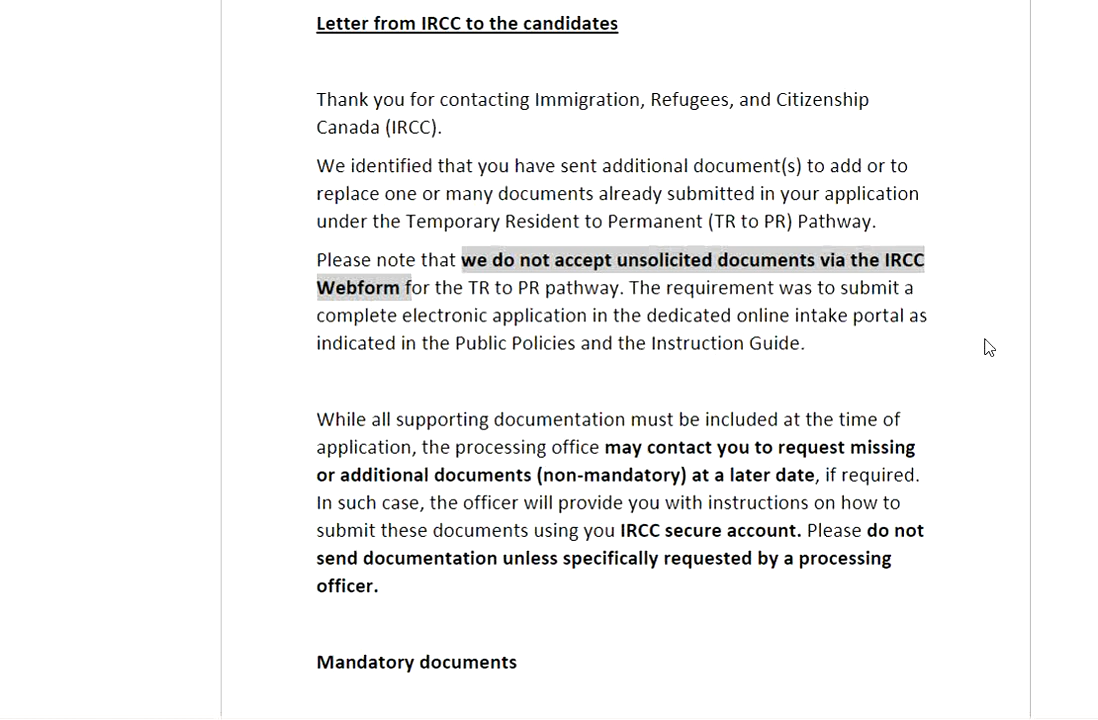 Letter from IRCC to the candidates
Thank you for contacting Immigration, Refugees, and Citizenship
Canada (IRCC).
We identified that you have sent additional document(s) to add or to
replace one or many documents already submitted in your application
under the Temporary Resident to Permanent (TR to PR) Pathway.
Please note that we do not accept unsolicited documents via the IRCC
Webform for the TR to PR pathway. The requirement was to submit a
complete electronic application in the dedicated online intake portal as
indicated in the Public Policies and the Instruction Guide.
While all supporting documentation must be included at the time of
application, the processing office may contact you to request missing
or additional documents (non-mandatory) at a later date, if required.
In such case, the officer will provide you with instructions on how to
submit these documents using you IRCC secure account. Please do not
send documentation unless specifically requested by a processing
officer.
Mandatory documents